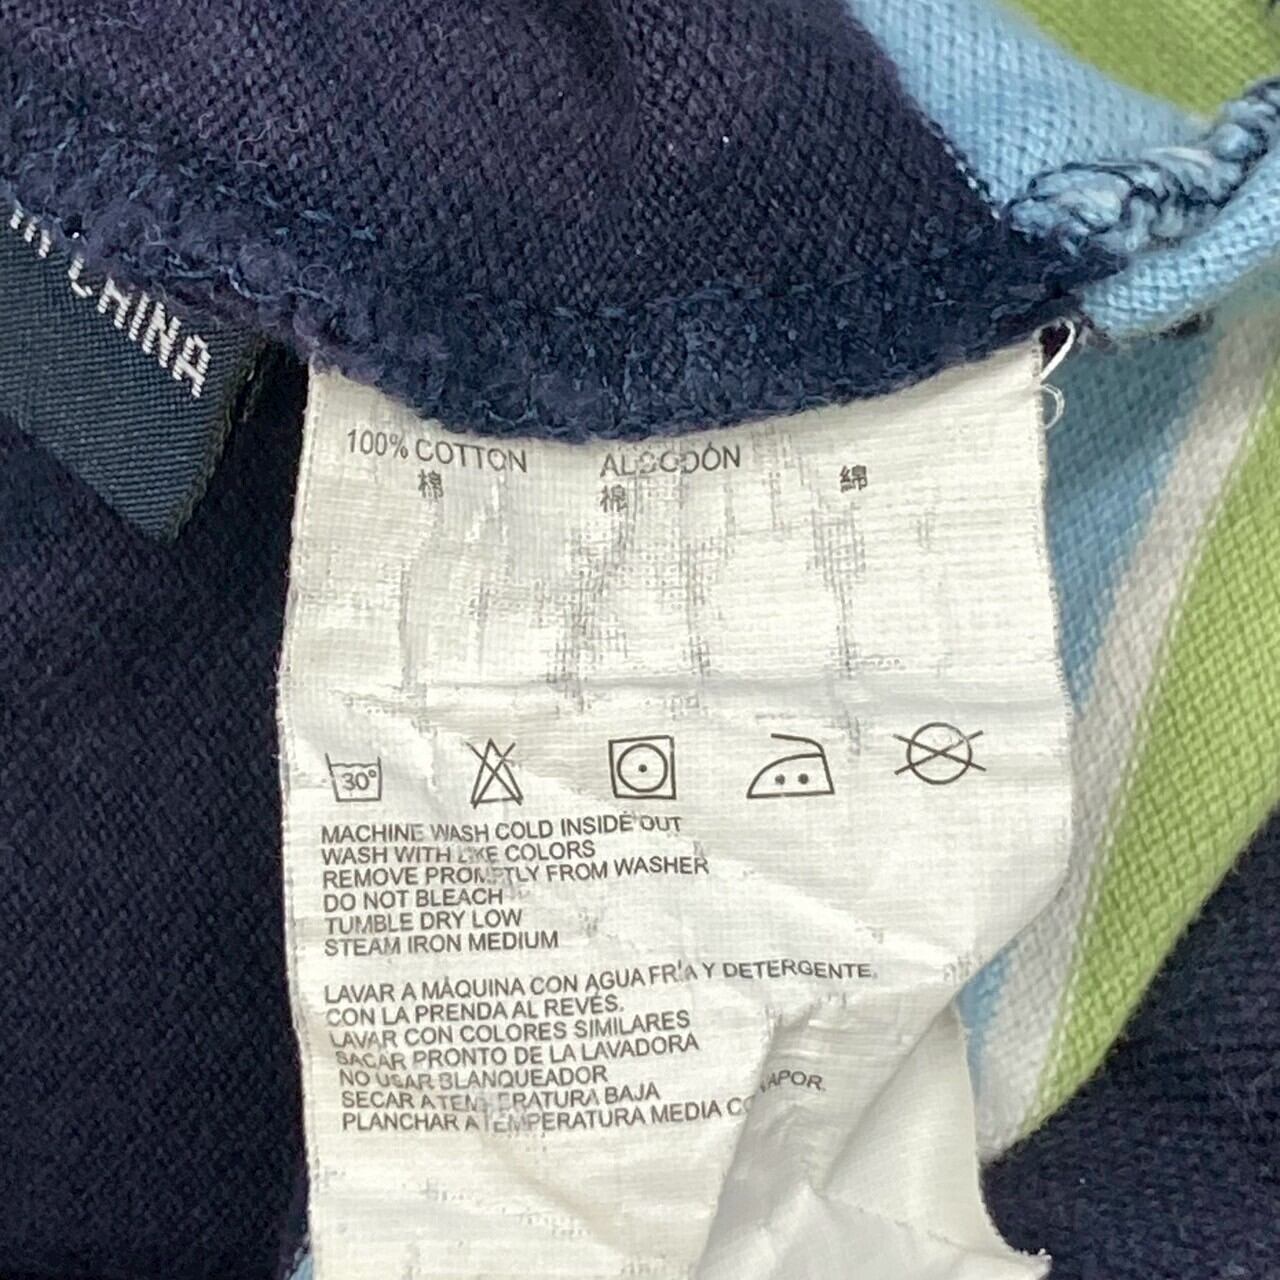 CHINA
100% COTTON ALGODÓN
棉 棉 綿
30°
MACHINE WASH COLD INSIDE OUT
WASH WITH LIKE COLORS
REMOVE PROMPTLY FROM WASHER
DO NOT BLEACH
TUMBLE DRY LOW
STEAM IRON MEDIUM
LAVAR A MÁQUINA CON AGUA FRÍA Y DETERGENTE.
CON LA PRENDA AL REVÉS.
LAVAR CON COLORES SIMILARES
SACAR PRONTO DE LA LAVADORA
NO USAR BLANQUEADOR
SECAR A TEMPERATURA BAJA
PLANCHAR A TEMPERATURA MEDIA CO VAPOR.